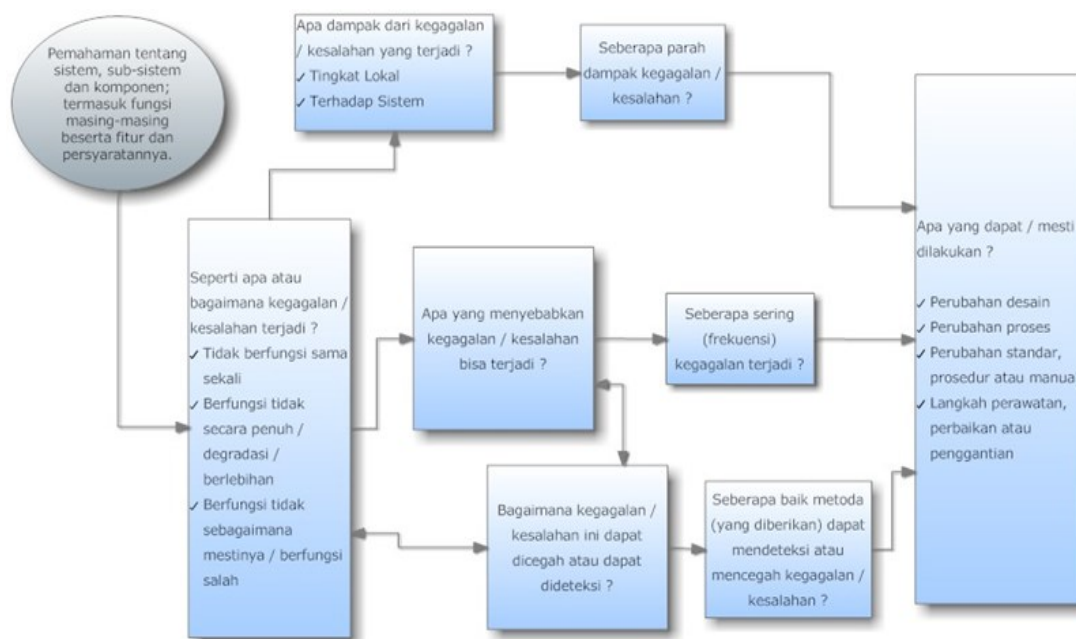 Pemahaman tentang
sistem, sub-sistem
dan komponen;
termasuk fungsi
masing-masing
beserta fitur dan
persyaratannya.
Apa dampak dari kegagalan
/ kesalahan yang terjadi ?
✓ Tingkat Lokal
✓ Terhadap Sistem
Seberapa parah
dampak kegagalan /
kesalahan ?
Seperti apa atau
bagaimana kegagalan /
kesalahan terjadi ?
✓ Tidak berfungsi sama
sekali
✓ Berfungsi tidak
secara penuh /
degradasi /
berlebihan
✓ Berfungsi tidak
sebagaimana
mestinya / berfungsi
salah
Apa yang menyebabkan
kegagalan / kesalahan
bisa terjadi ?
Seberapa sering
(frekuensi)
kegagalan terjadi ?
Bagaimana kegagalan /
kesalahan ini dapat
dicegah atau dapat
dideteksi ?
Seberapa baik metoda
(yang diberikan) dapat
mendeteksi atau
mencegah kegagalan /
kesalahan ?
Apa yang dapat / mesti
dilakukan ?
✓ Perubahan desain
✓ Perubahan proses
✓ Perubahan standar,
prosedur atau manua
✓ Langkah perawatan,
perbaikan atau
penggantian